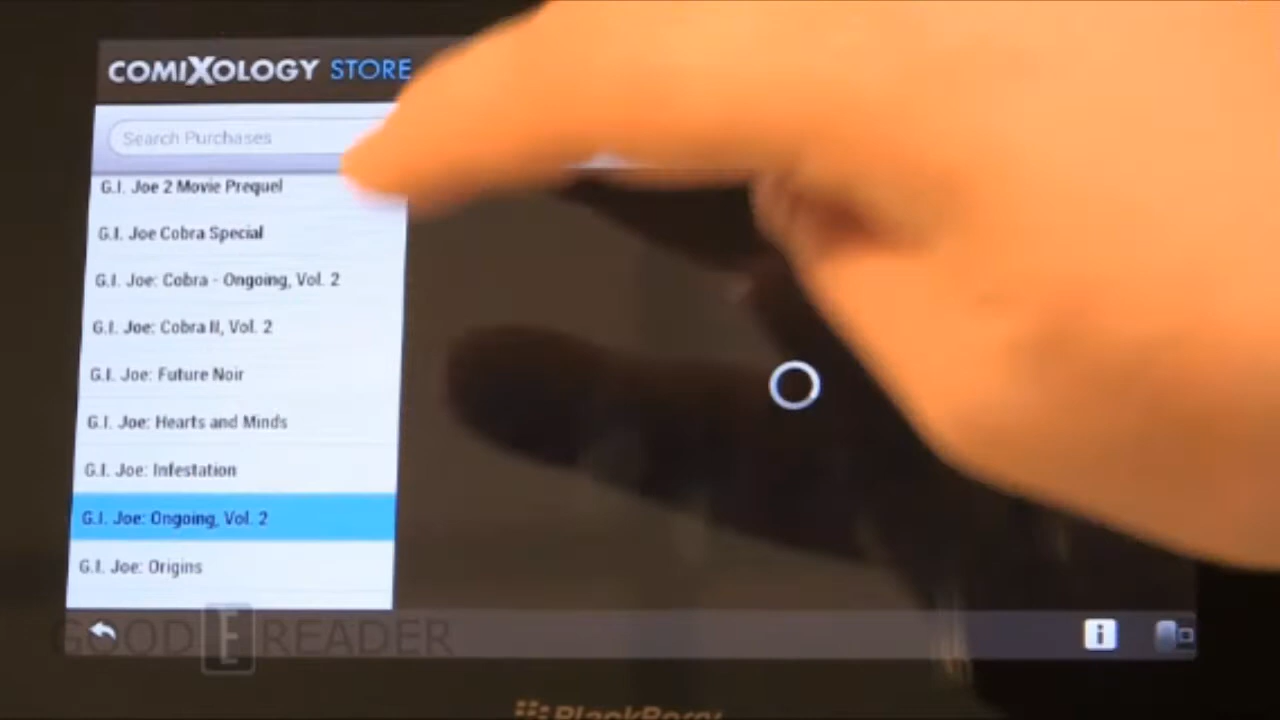 COMIXOLOGY STORE
Search Purchases
G.I. Joe 2 Movie Prequel
G.I. Joe Cobra Special
G.I. Joe: Cobra - Ongoing, Vol. 2
G.I. Joe: Cobra II, Vol. 2
G.I. Joe: Future Noir
G.I. Joe: Hearts and Minds
G.I. Joe: Infestation
G.I. Joe: Ongoing, Vol. 2
G.I. Joe: Origins
GOOD E READER
i
BlackBerry